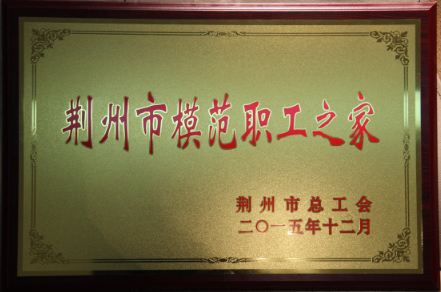 荆州市模范职工之家
荆州市总工会
二〇一五年十二月